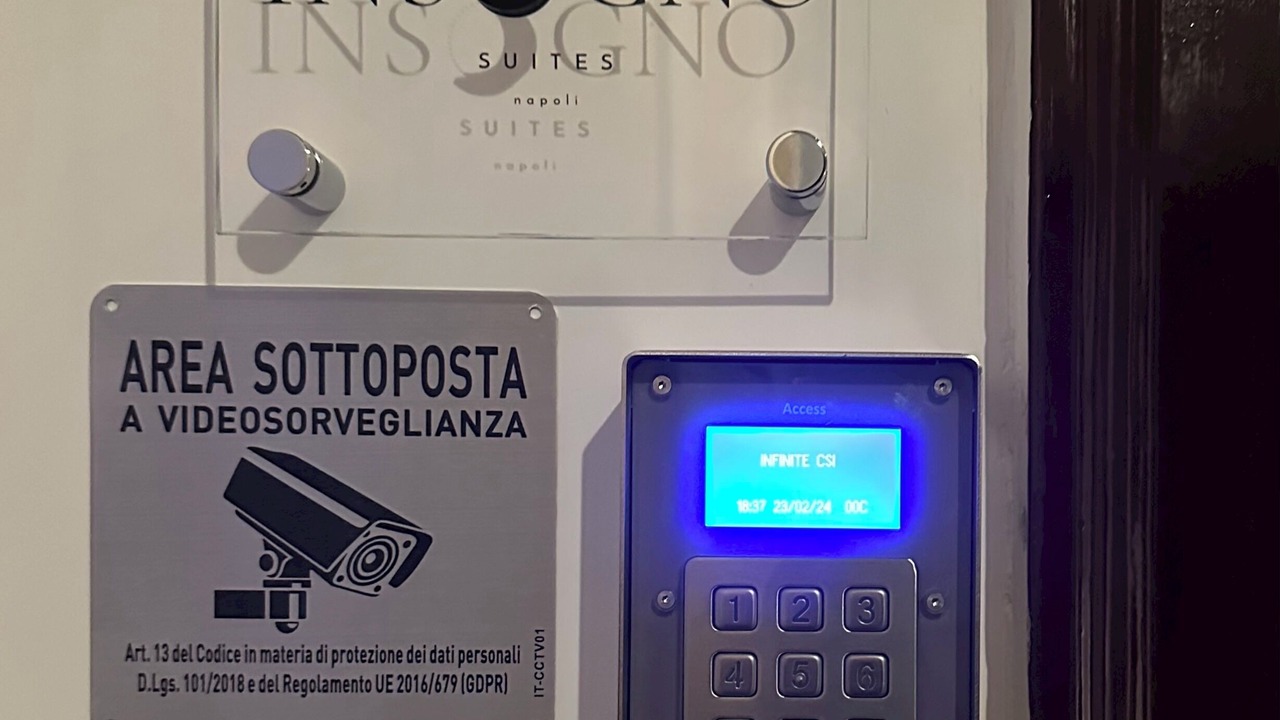 INSOGNO
SUITES
napoli
AREA SOTTOPOSTA
A VIDEOSORVEGLIANZA
Art. 13 del Codice in materia di protezione dei dati personali
D.Lgs. 101/2018 e del Regolamento UE 2016/679 (GDPR)
IT-CCTV01
Access
INFINITE CSI
18:37 23/02/24 00C
1 2 3
4 5 6